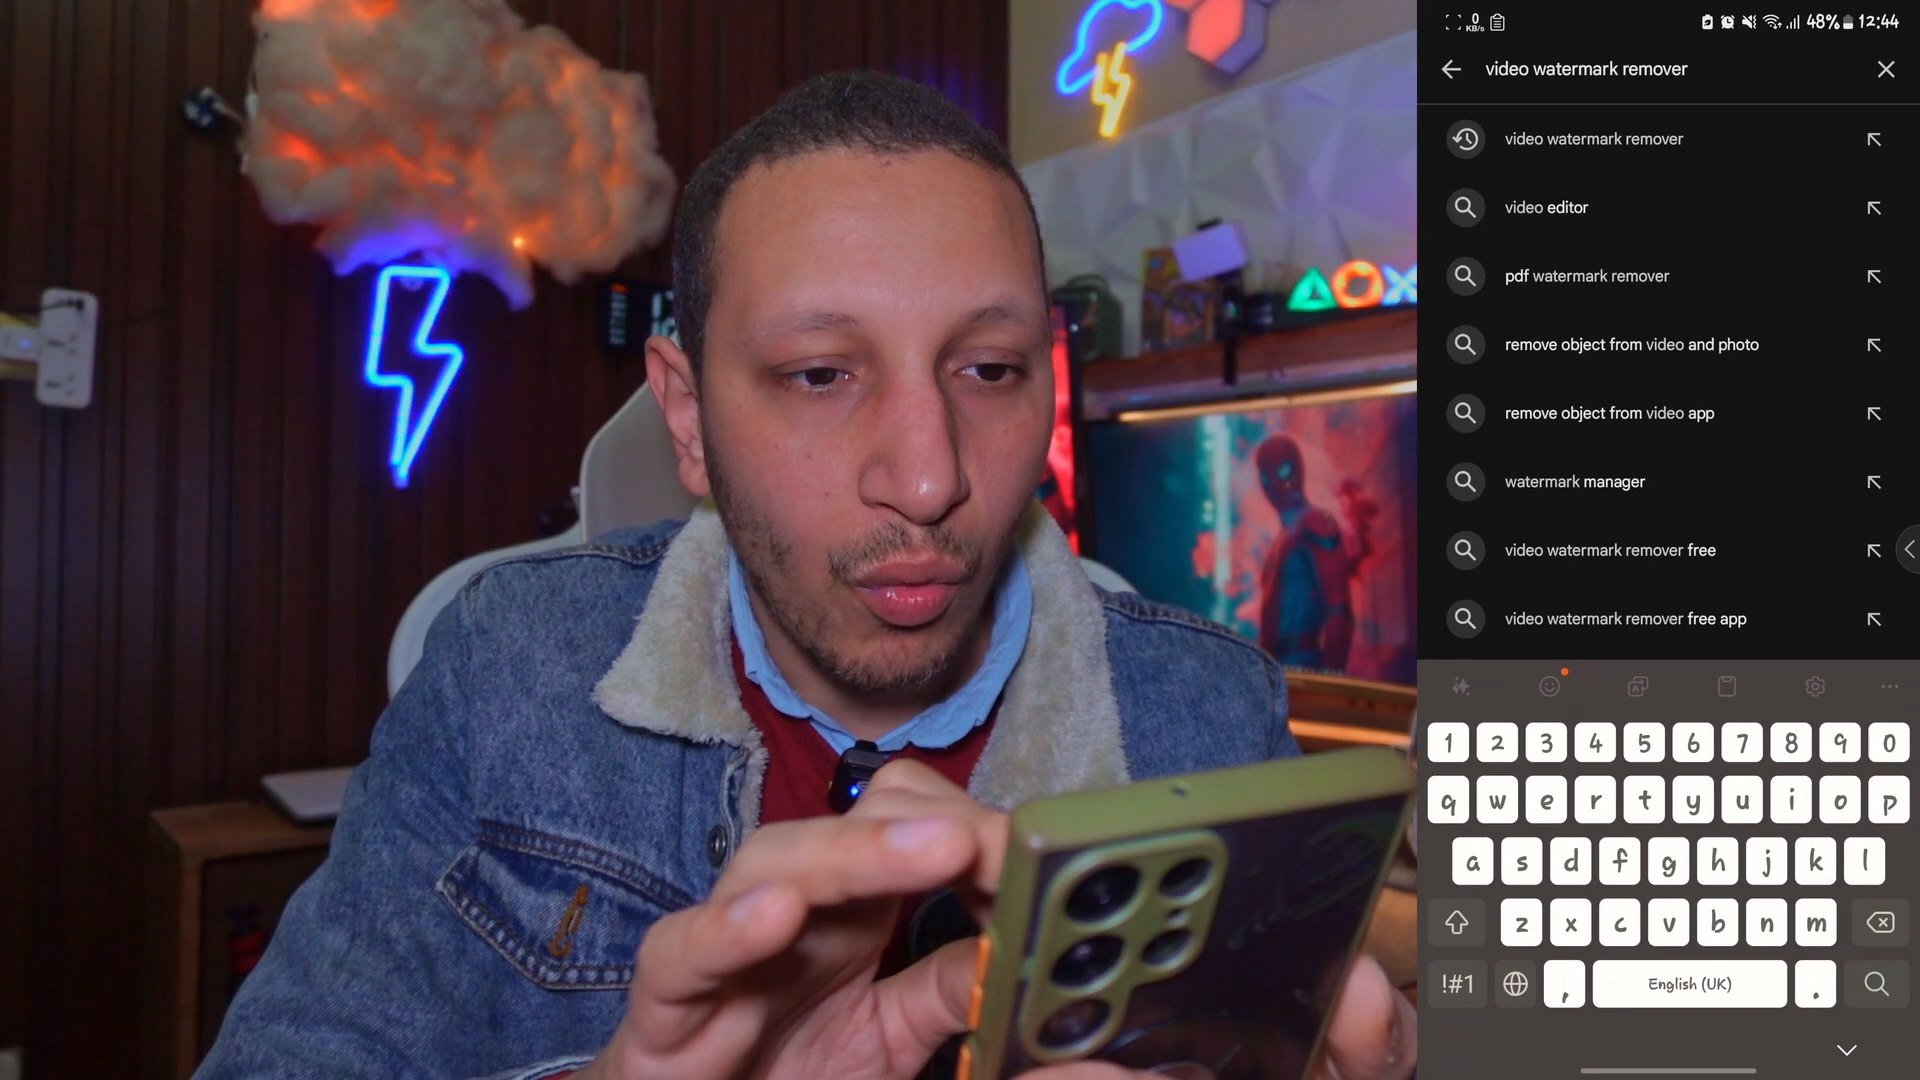 0
KB/s
48% 12:44
video watermark remover
video watermark remover
video editor
pdf watermark remover
remove object from video and photo
remove object from video app
watermark manager
video watermark remover free
video watermark remover free app
1 2 3 4 5 6 7 8 9 0
q w e r t y u i o p
a s d f g h j k l
z x c v b n m
!#1 , English (UK) .